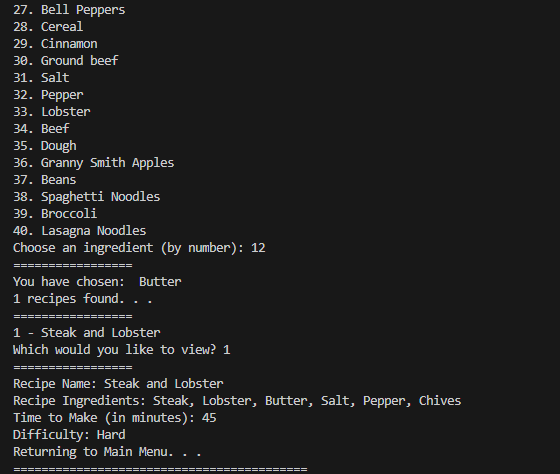 27. Bell Peppers
28. Cereal
29. Cinnamon
30. Ground beef
31. Salt
32. Pepper
33. Lobster
34. Beef
35. Dough
36. Granny Smith Apples
37. Beans
38. Spaghetti Noodles
39. Broccoli
40. Lasagna Noodles
Choose an ingredient (by number): 12
=================
You have chosen:  Butter
1 recipes found. . .
=================
1 - Steak and Lobster
Which would you like to view? 1
=================
Recipe Name: Steak and Lobster
Recipe Ingredients: Steak, Lobster, Butter, Salt, Pepper, Chives
Time to Make (in minutes): 45
Difficulty: Hard
Returning to Main Menu. . .
==========================================